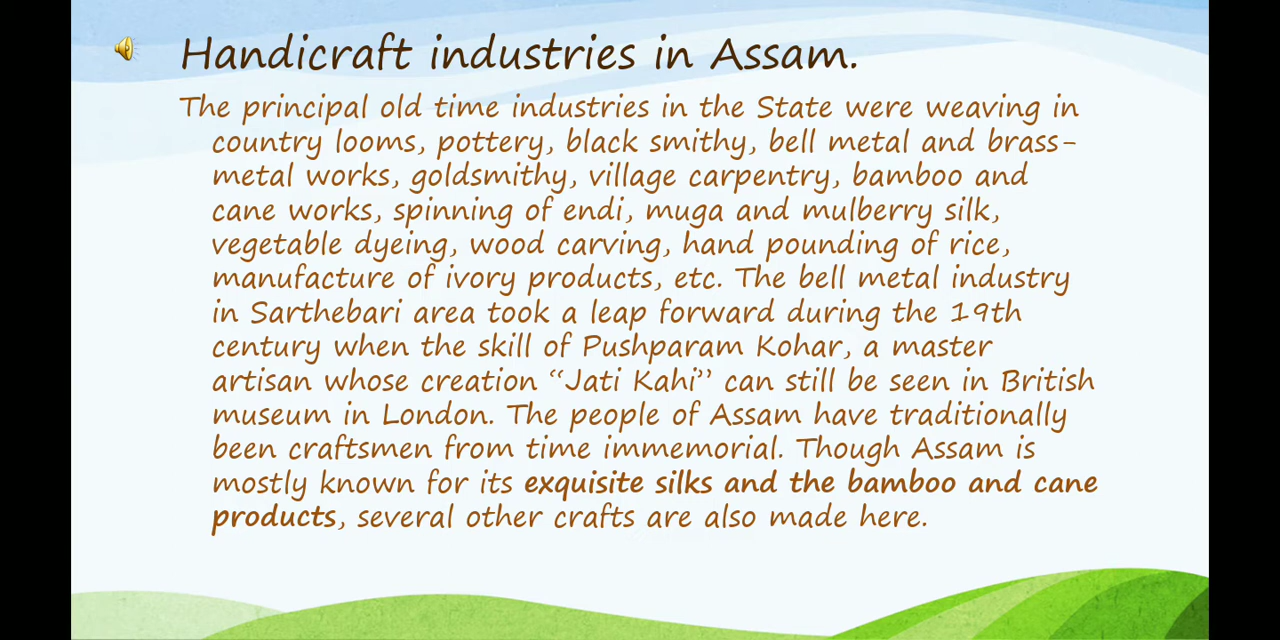 Handicraft industries in Assam.
The principal old time industries in the State were weaving in
country looms, pottery, black smithy, bell metal and brass-
metal works, goldsmithy, village carpentry, bamboo and
cane works, spinning of endi, muga and mulberry silk,
vegetable dyeing, wood carving, hand pounding of rice,
manufacture of ivory products, etc. The bell metal industry
in Sarthebari area took a leap forward during the 19th
century when the skill of Pushparam Kohar, a master
artisan whose creation “Jati Kahi” can still be seen in British
museum in London. The people of Assam have traditionally
been craftsmen from time immemorial. Though Assam is
mostly known for its exquisite silks and the bamboo and cane
products, several other crafts are also made here.